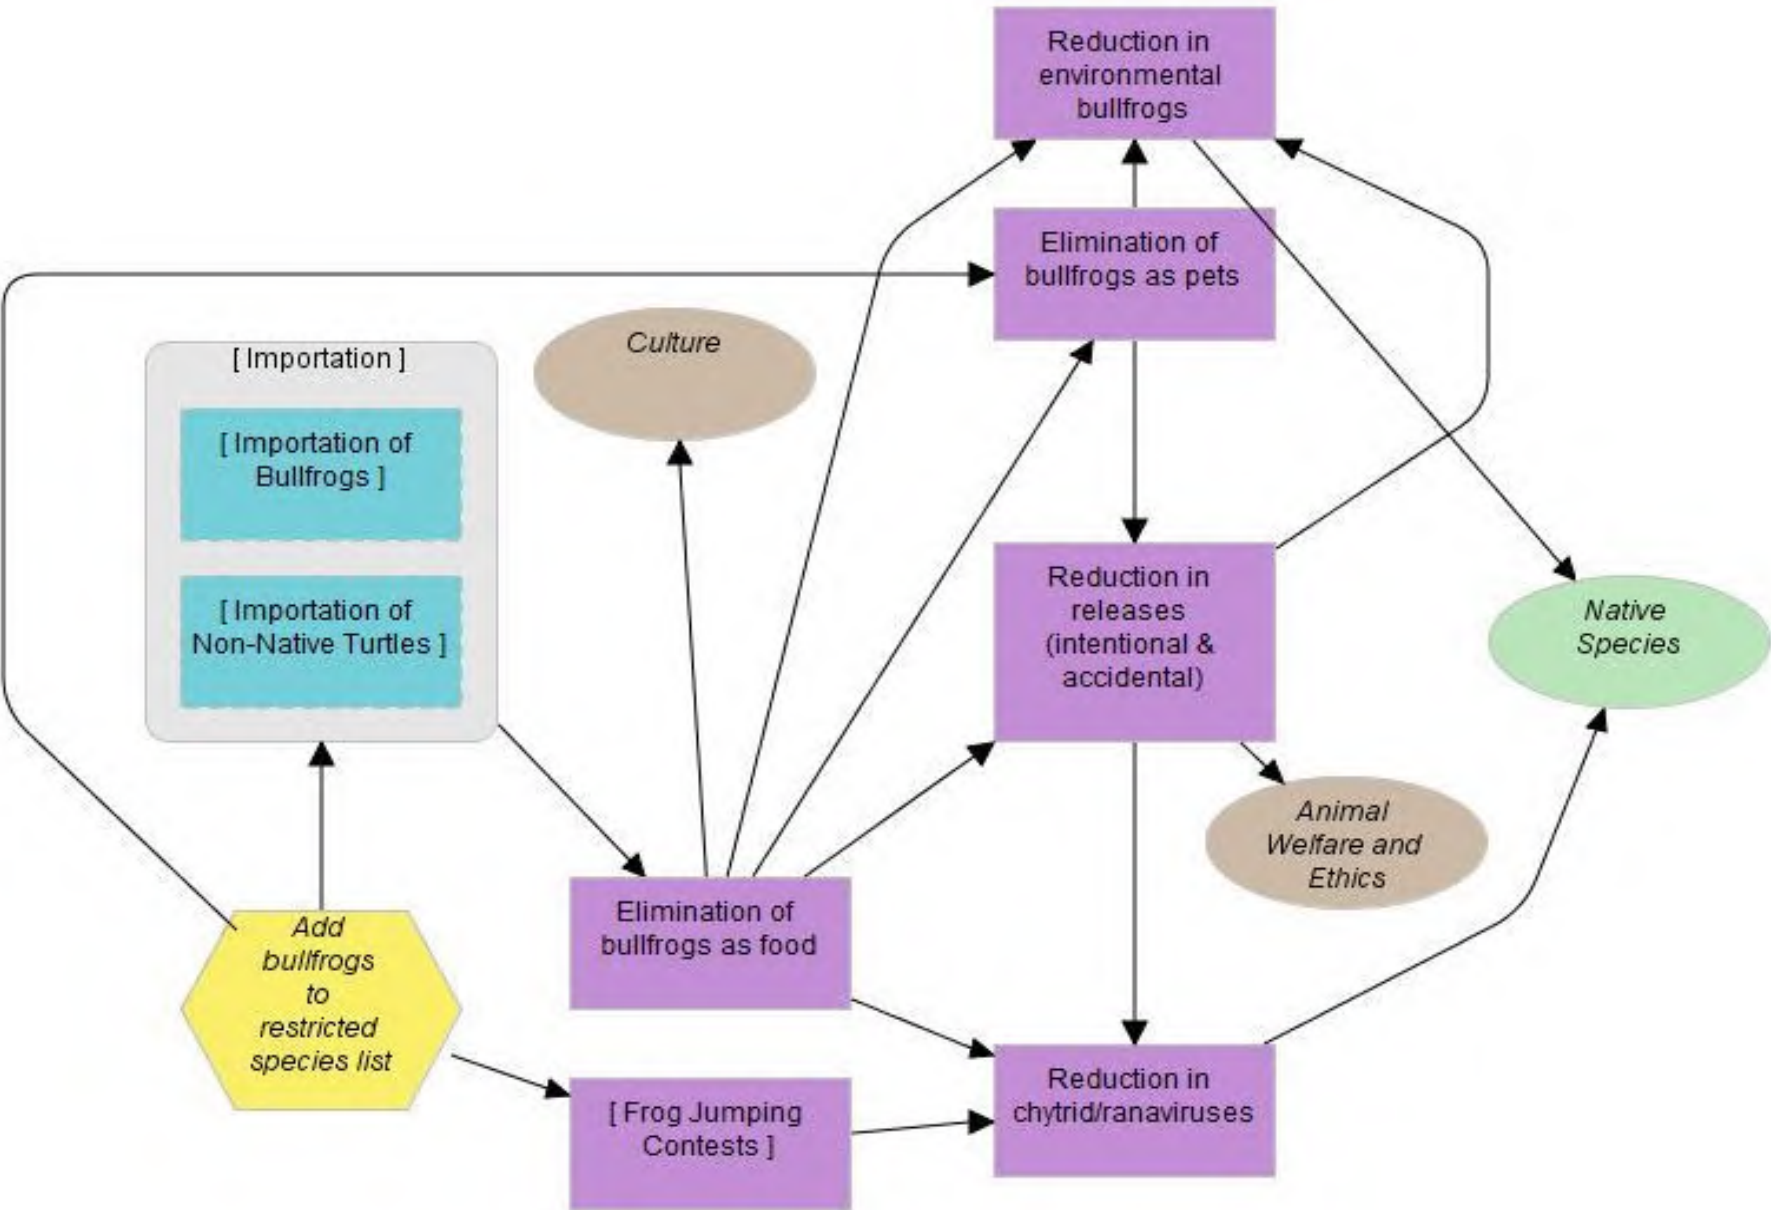 Reduction in
environmental
bullfrogs
Elimination of
bullfrogs as pets
[ Importation ]
Culture
[ Importation of
Bullfrogs ]
[ Importation of
Non-Native Turtles ]
Reduction in
releases
(intentional &
accidental)
Native
Species
Animal
Welfare and
Ethics
Elimination of
bullfrogs as food
Add
bullfrogs
to
restricted
species list
[ Frog Jumping
Contests ]
Reduction in
chytrid/ranaviruses